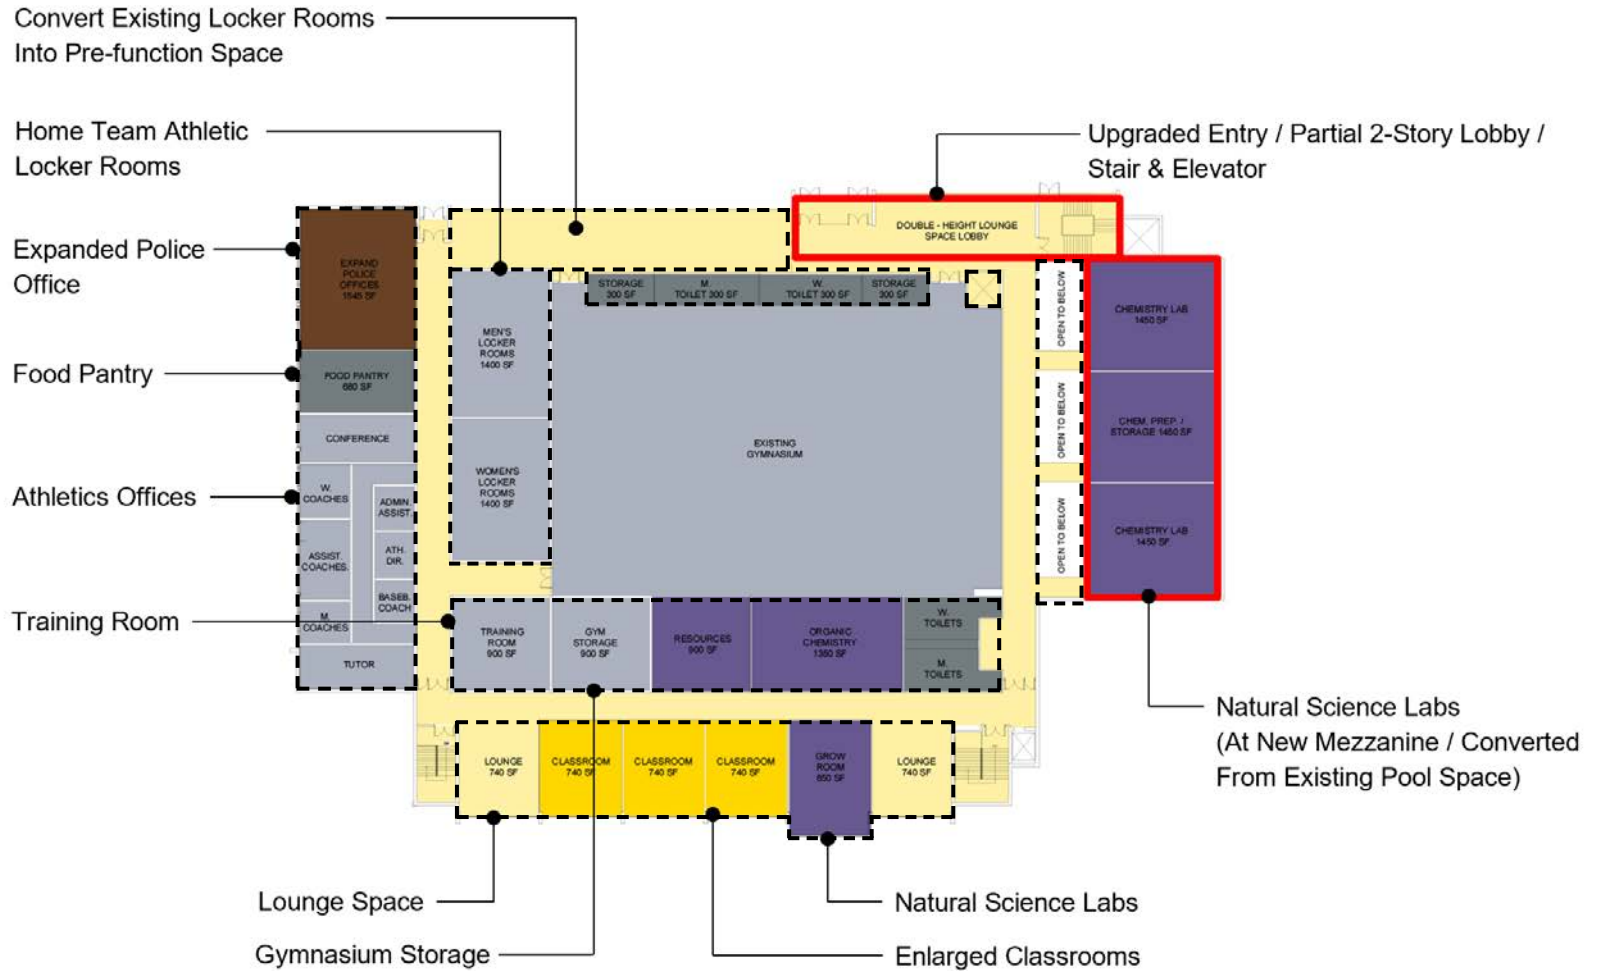 Convert Existing Locker Rooms
Into Pre-function Space
Home Team Athletic
Locker Rooms
Upgraded Entry / Partial 2-Story Lobby /
Stair & Elevator
Expanded Police
Office
Food Pantry
Athletics Offices
Training Room
EXPAND
POLICE
OFFICES
1545 SF
FOOD PANTRY
680 SF
CONFERENCE
W.
COACHES
ADMIN.
ASSIST.
ASSIST.
COACHES.
ATH.
DIR.
BASEB.
COACH
M.
COACHES
TUTOR
DOUBLE - HEIGHT LOUNGE
SPACE LOBBY
STORAGE
300 SF
M.
TOILET 300 SF
W.
TOILET 300 SF
STORAGE
300 SF
MEN'S
LOCKER
ROOMS
1400 SF
WOMEN'S
LOCKER
ROOMS
1400 SF
EXISTING
GYMNASIUM
OPEN TO BELOW
OPEN TO BELOW
OPEN TO BELOW
CHEMISTRY LAB
1450 SF
CHEM. PREP. /
STORAGE 1450 SF
CHEMISTRY LAB
1450 SF
TRAINING
ROOM
900 SF
GYM
STORAGE
900 SF
RESOURCES
900 SF
ORGANIC
CHEMISTRY
1350 SF
W.
TOILETS
M.
TOILETS
LOUNGE
740 SF
CLASSROOM
740 SF
CLASSROOM
740 SF
CLASSROOM
740 SF
GROW
ROOM
850 SF
LOUNGE
740 SF
Natural Science Labs
(At New Mezzanine / Converted
From Existing Pool Space)
Lounge Space
Gymnasium Storage
Natural Science Labs
Enlarged Classrooms